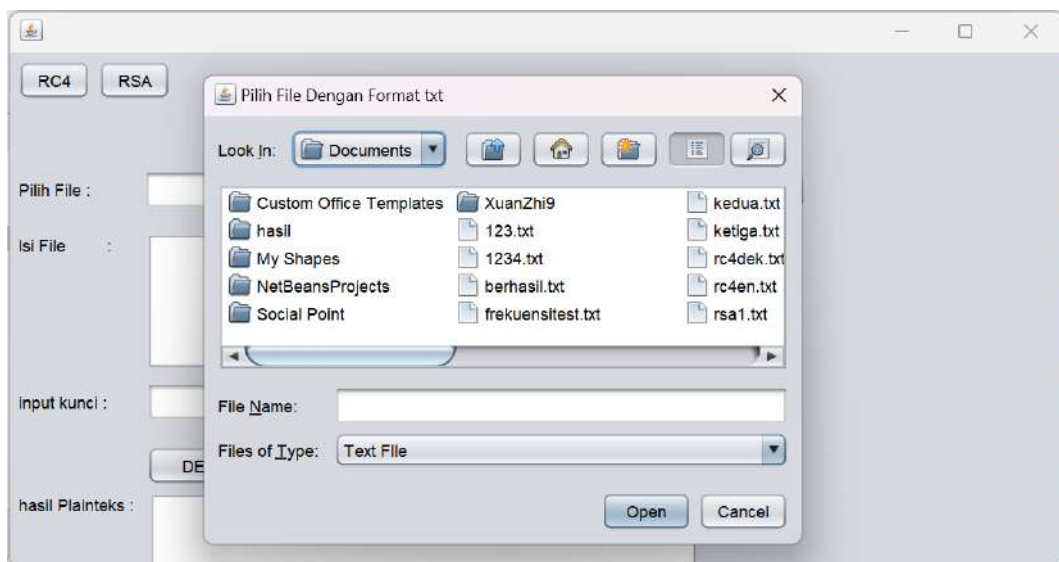 RC4 RSA
Pilih File Dengan Format txt
Look In: Documents
Pilih File :
Isi File :
Custom Office Templates XuanZhi9 kedua.txt
hasil 123.txt ketiga.txt
My Shapes 1234.txt rc4dek.txt
NetBeansProjects berhasil.txt rc4en.txt
Social Point frekuensitest.txt rsa1.txt
input kunci :
File Name:
Files of Type: Text FIle
DE
hasil Plainteks :
Open Cancel